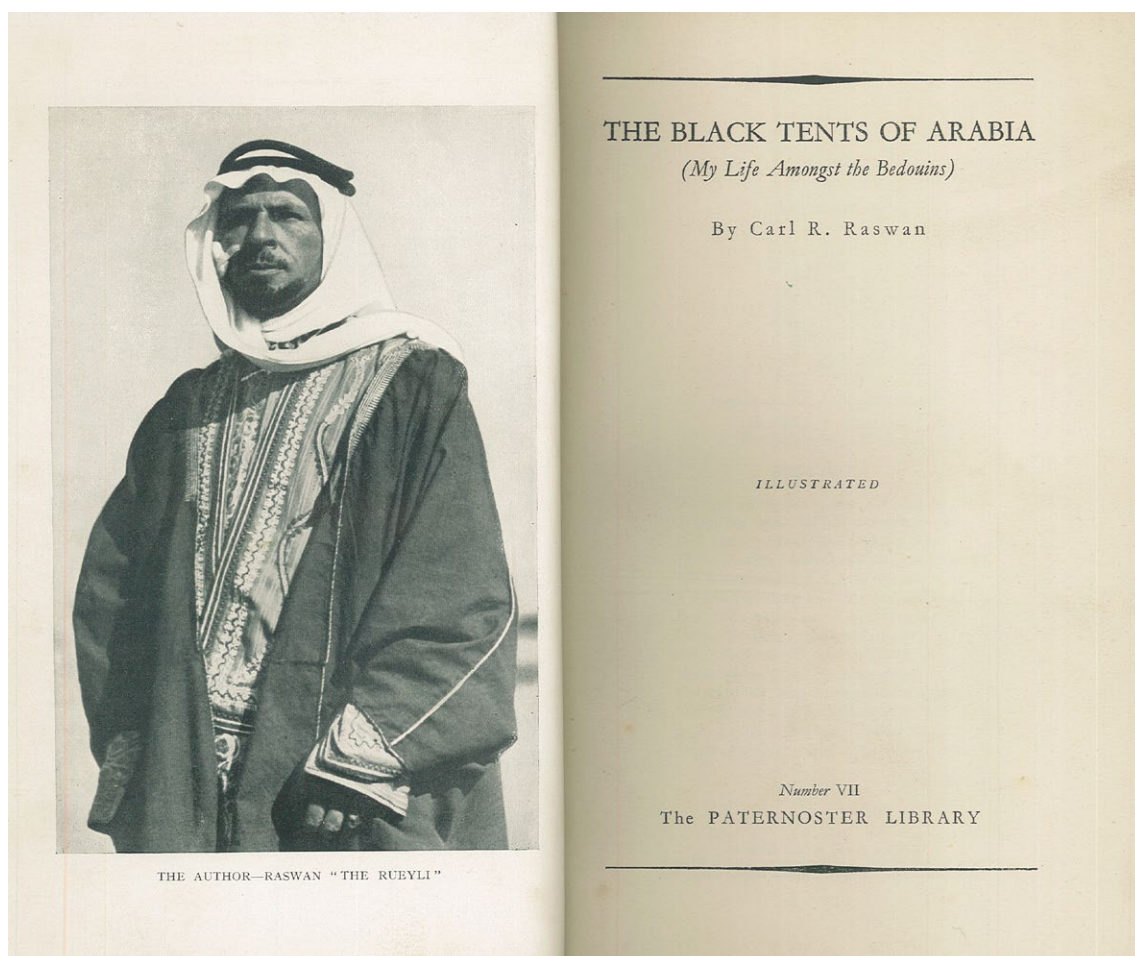 THE AUTHOR—RASWAN "THE RUEYLI"
THE BLACK TENTS OF ARABIA
(My Life Amongst the Bedouins)
By Carl R. Raswan
ILLUSTRATED
Number VII
The PATERNOSTER LIBRARY